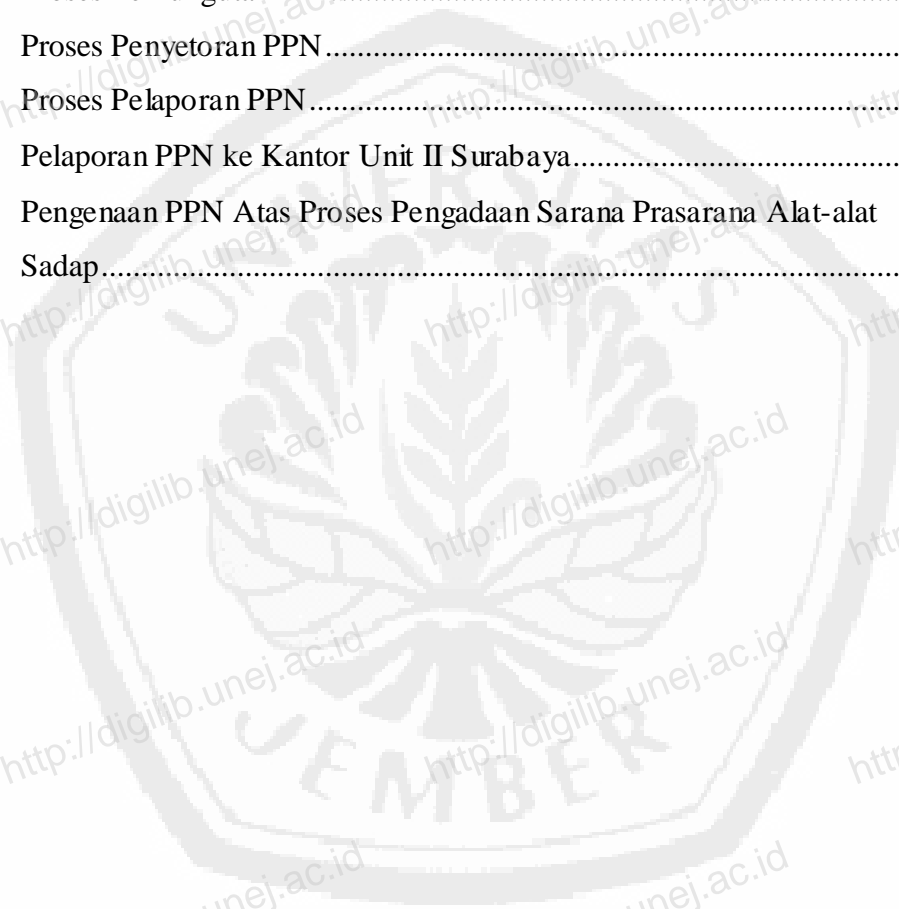 Proses Penyetoran PPN
Proses Pelaporan PPN
Pelaporan PPN ke Kantor Unit II Surabaya
Pengenaan PPN Atas Proses Pengadaan Sarana Prasarana Alat-alat
Sadap
UNIVERSITAS
JEMBER
http://digilib.unej.ac.id
http://digilib.unej.ac.id
http://digilib.unej.ac.id
http://digilib.unej.ac.id
http://digilib.unej.ac.id
http://digilib.unej.ac.id